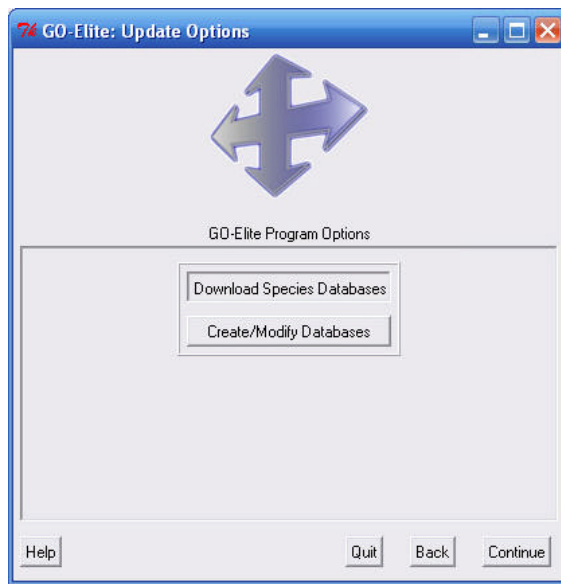 GO-Elite: Update Options
GO-Elite Program Options
Download Species Databases
Create/Modify Databases
Help
Quit
Back
Continue